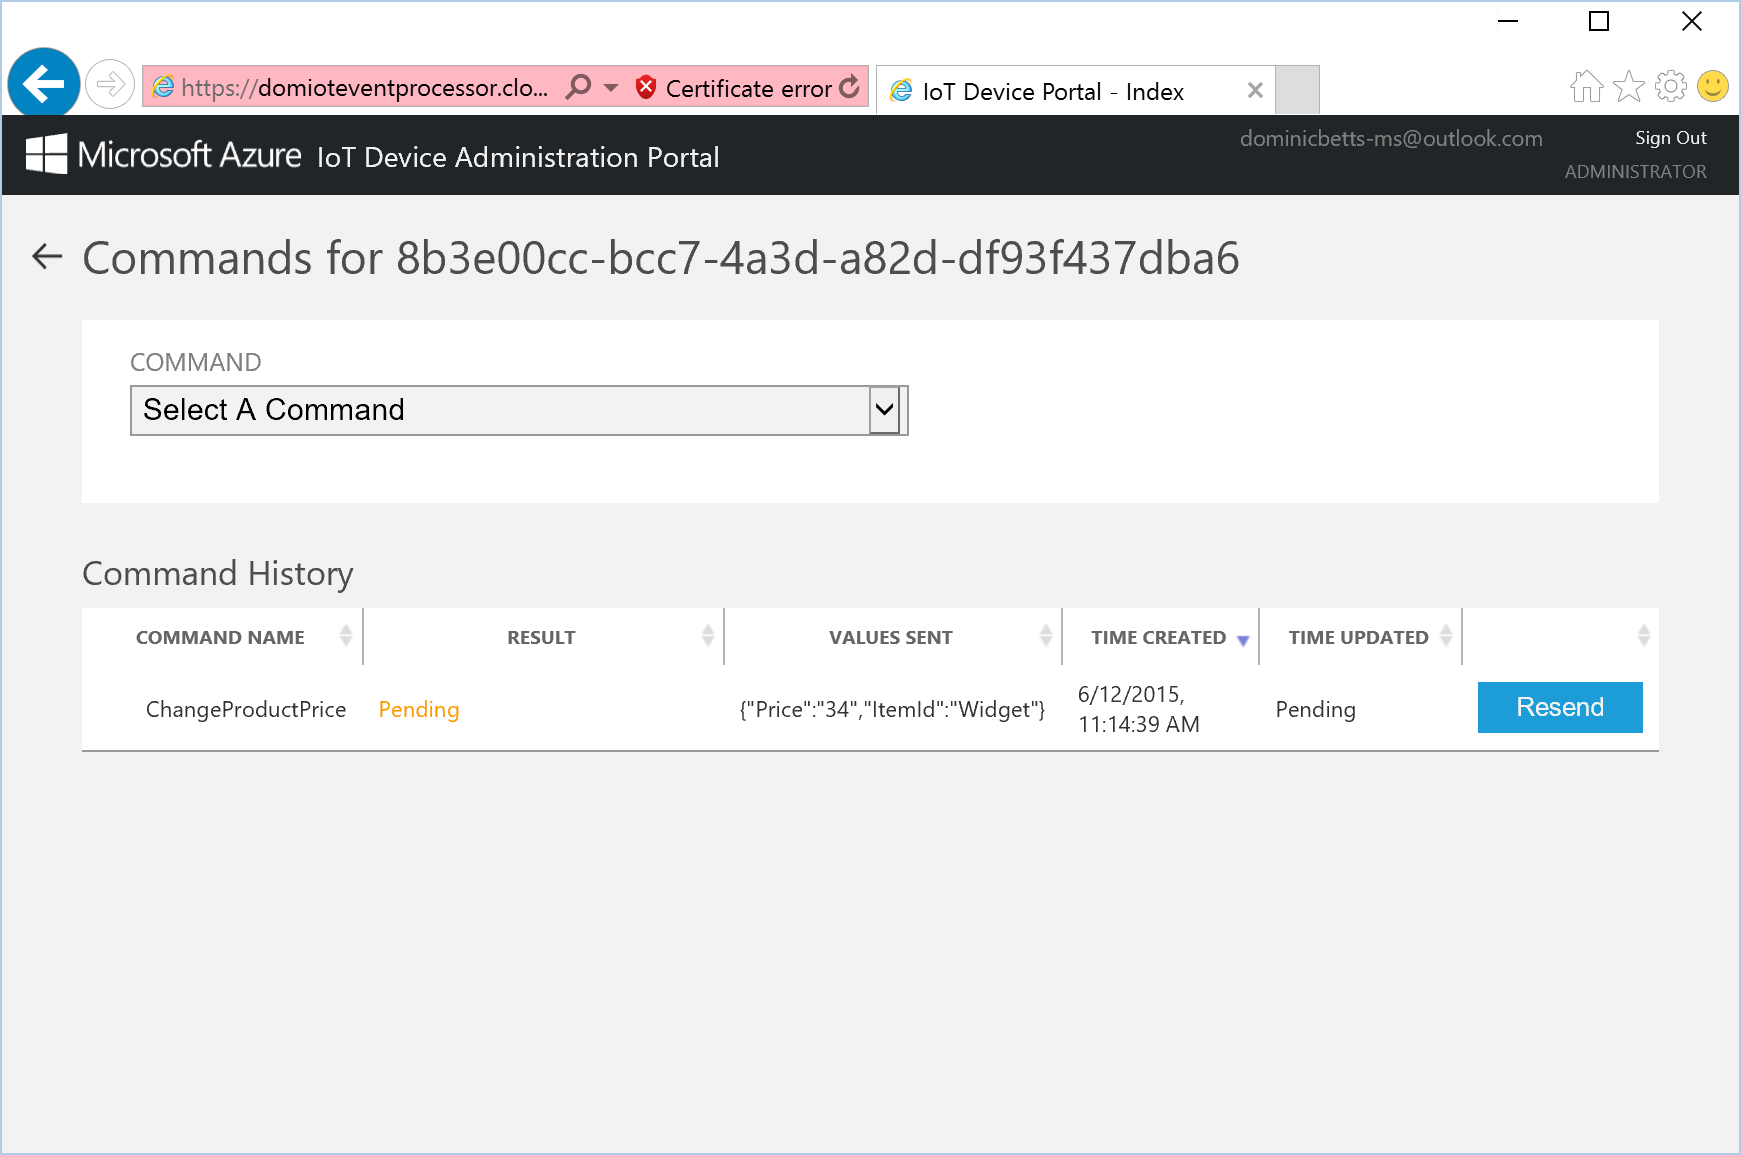 https://domioteventprocessor.clo... Certificate error IoT Device Portal - Index
Microsoft Azure IoT Device Administration Portal
dominicbetts-ms@outlook.com Sign Out
ADMINISTRATOR
Commands for 8b3e00cc-bcc7-4a3d-a82d-df93f437dba6
COMMAND
Select A Command
Command History
COMMAND NAME RESULT VALUES SENT TIME CREATED TIME UPDATED
ChangeProductPrice Pending {"Price":"34","ItemId":"Widget"} 6/12/2015,
11:14:39 AM Pending Resend